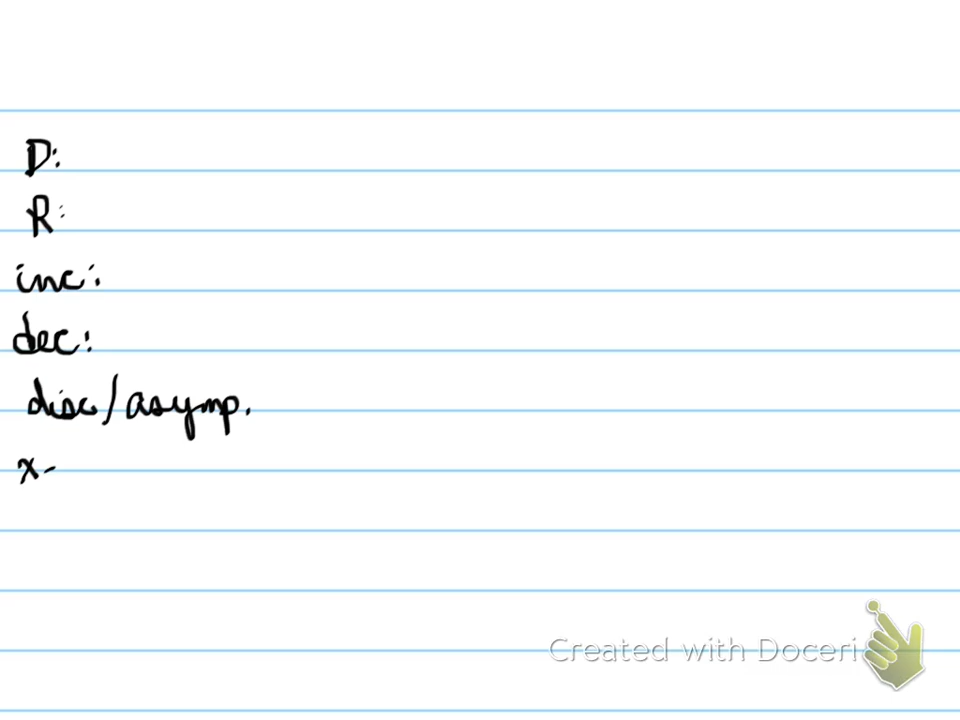 D:
R:
inc:
dec:
disc/asymp.
x-
Created with Doceri